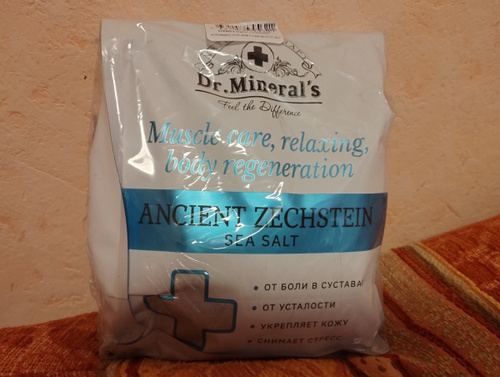 Dr. Mineral's
Feel the Difference
Muscle care, relaxing,
body regeneration
ANCIENT ZECHSTEIN
SEA SALT
• ОТ БОЛИ В СУСТАВА
• ОТ УСТАЛОСТИ
• УКРЕПЛЯЕТ КОЖУ
• СНИМАЕТ СТРЕСС